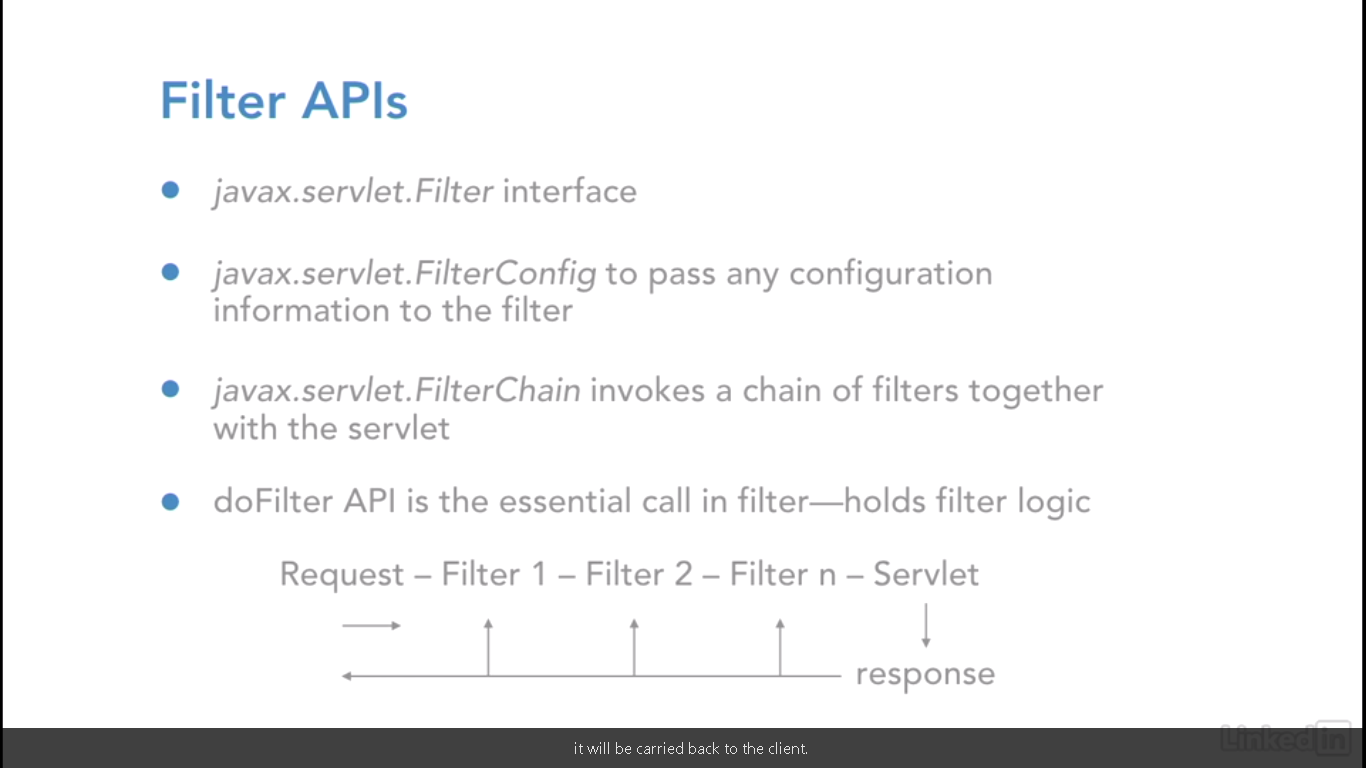 Filter APIs
javax.servlet.Filter interface
javax.servlet.FilterConfig to pass any configuration
information to the filter
javax.servlet.FilterChain invokes a chain of filters together
with the servlet
doFilter API is the essential call in filter—holds filter logic
Request – Filter 1 – Filter 2 – Filter n – Servlet
response
Linked in
it will be carried back to the client.